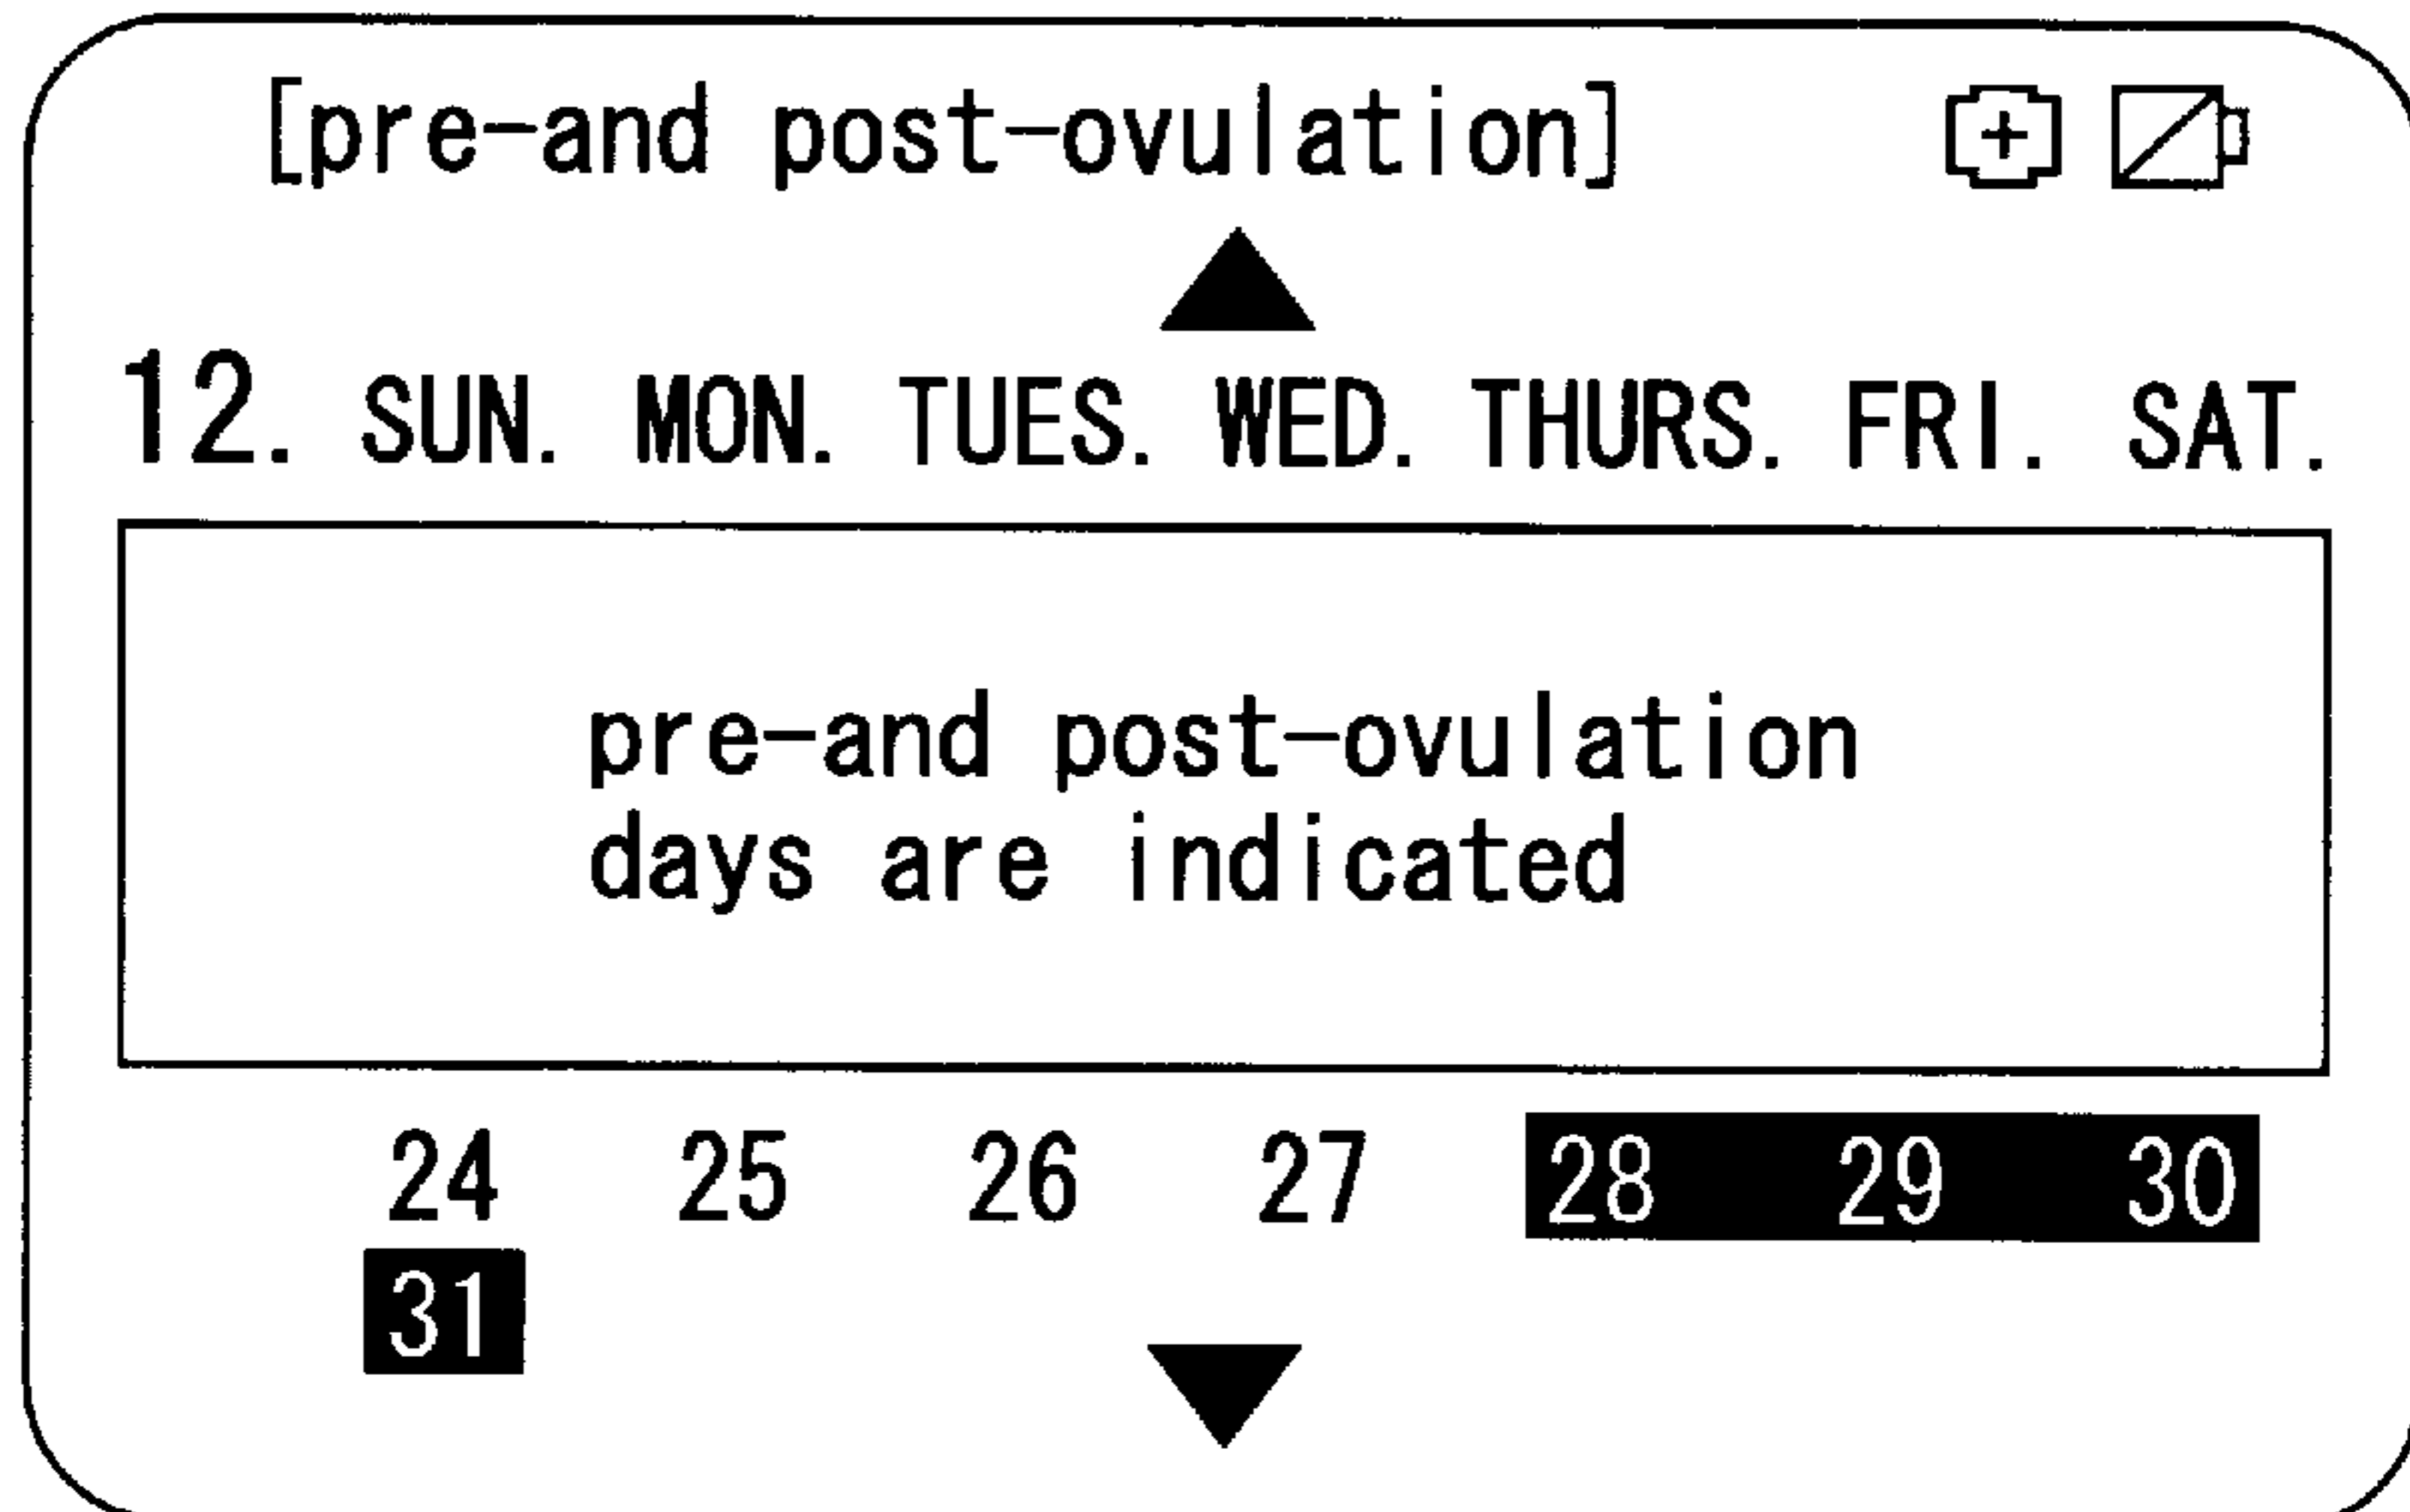 [pre-and post-ovulation]
12. SUN. MON. TUES. WED. THURS. FRI. SAT.
pre-and post-ovulation
days are indicated
24 25 26 27 28 29 30
31